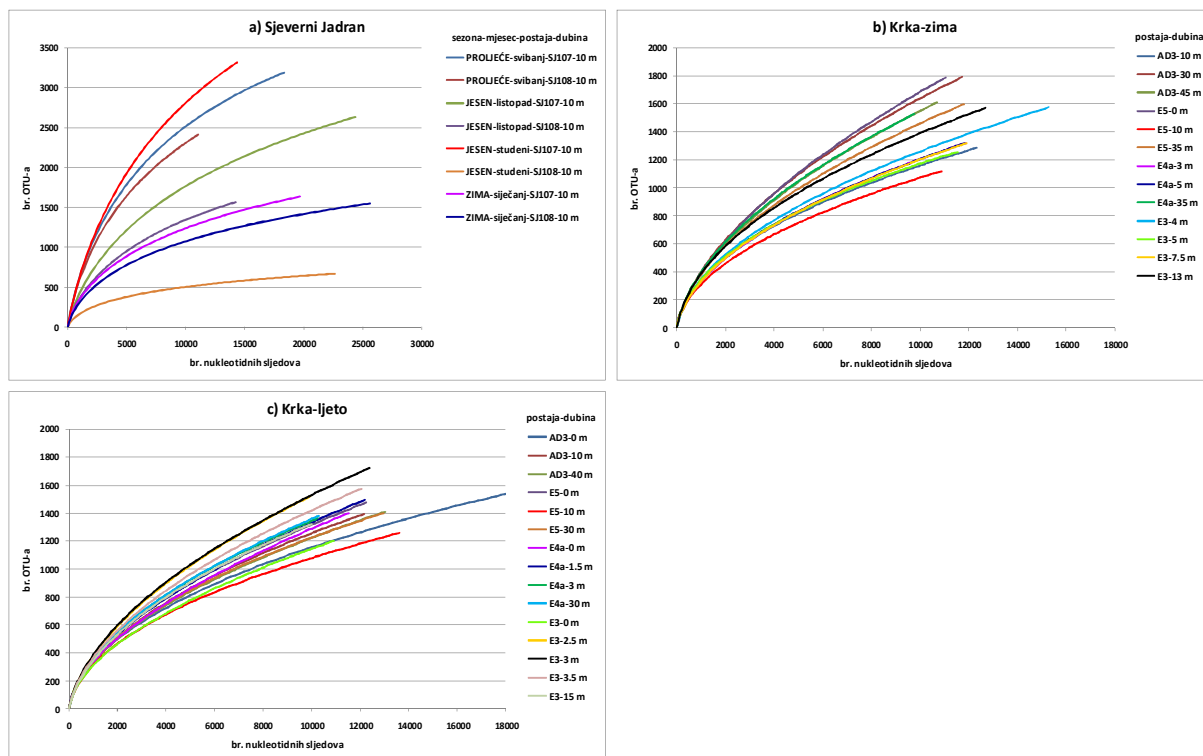 a) Sjeverni Jadran
br. OTU-a
3500
3000
2500
2000
1500
1000
500
0
0 5000 10000 15000 20000 25000 30000
br. nukleotidnih sljedova
sezona-mjesec-postaja-dubina
PROLJEĆE-svibanj-SJ107-10 m
PROLJEĆE-svibanj-SJ108-10 m
JESEN-listopad-SJ107-10 m
JESEN-listopad-SJ108-10 m
JESEN-studeni-SJ107-10 m
JESEN-studeni-SJ108-10 m
ZIMA-siječanj-SJ107-10 m
ZIMA-siječanj-SJ108-10 m
b) Krka-zima
br. OTU-a
2000
1800
1600
1400
1200
1000
800
600
400
200
0
0 2000 4000 6000 8000 10000 12000 14000 16000 18000
br. nukleotidnih sljedova
postaja-dubina
AD3-10 m
AD3-30 m
AD3-45 m
E5-0 m
E5-10 m
E5-35 m
E4a-3 m
E4a-5 m
E4a-35 m
E3-4 m
E3-5 m
E3-7.5 m
E3-13 m
c) Krka-ljeto
br. OTU-a
2000
1800
1600
1400
1200
1000
800
600
400
200
0
0 2000 4000 6000 8000 10000 12000 14000 16000 18000
br. nukleotidnih sljedova
postaja-dubina
AD3-0 m
AD3-10 m
AD3-40 m
E5-0 m
E5-10 m
E5-30 m
E4a-0 m
E4a-1.5 m
E4a-3 m
E4a-30 m
E3-0 m
E3-2.5 m
E3-3 m
E3-3.5 m
E3-15 m